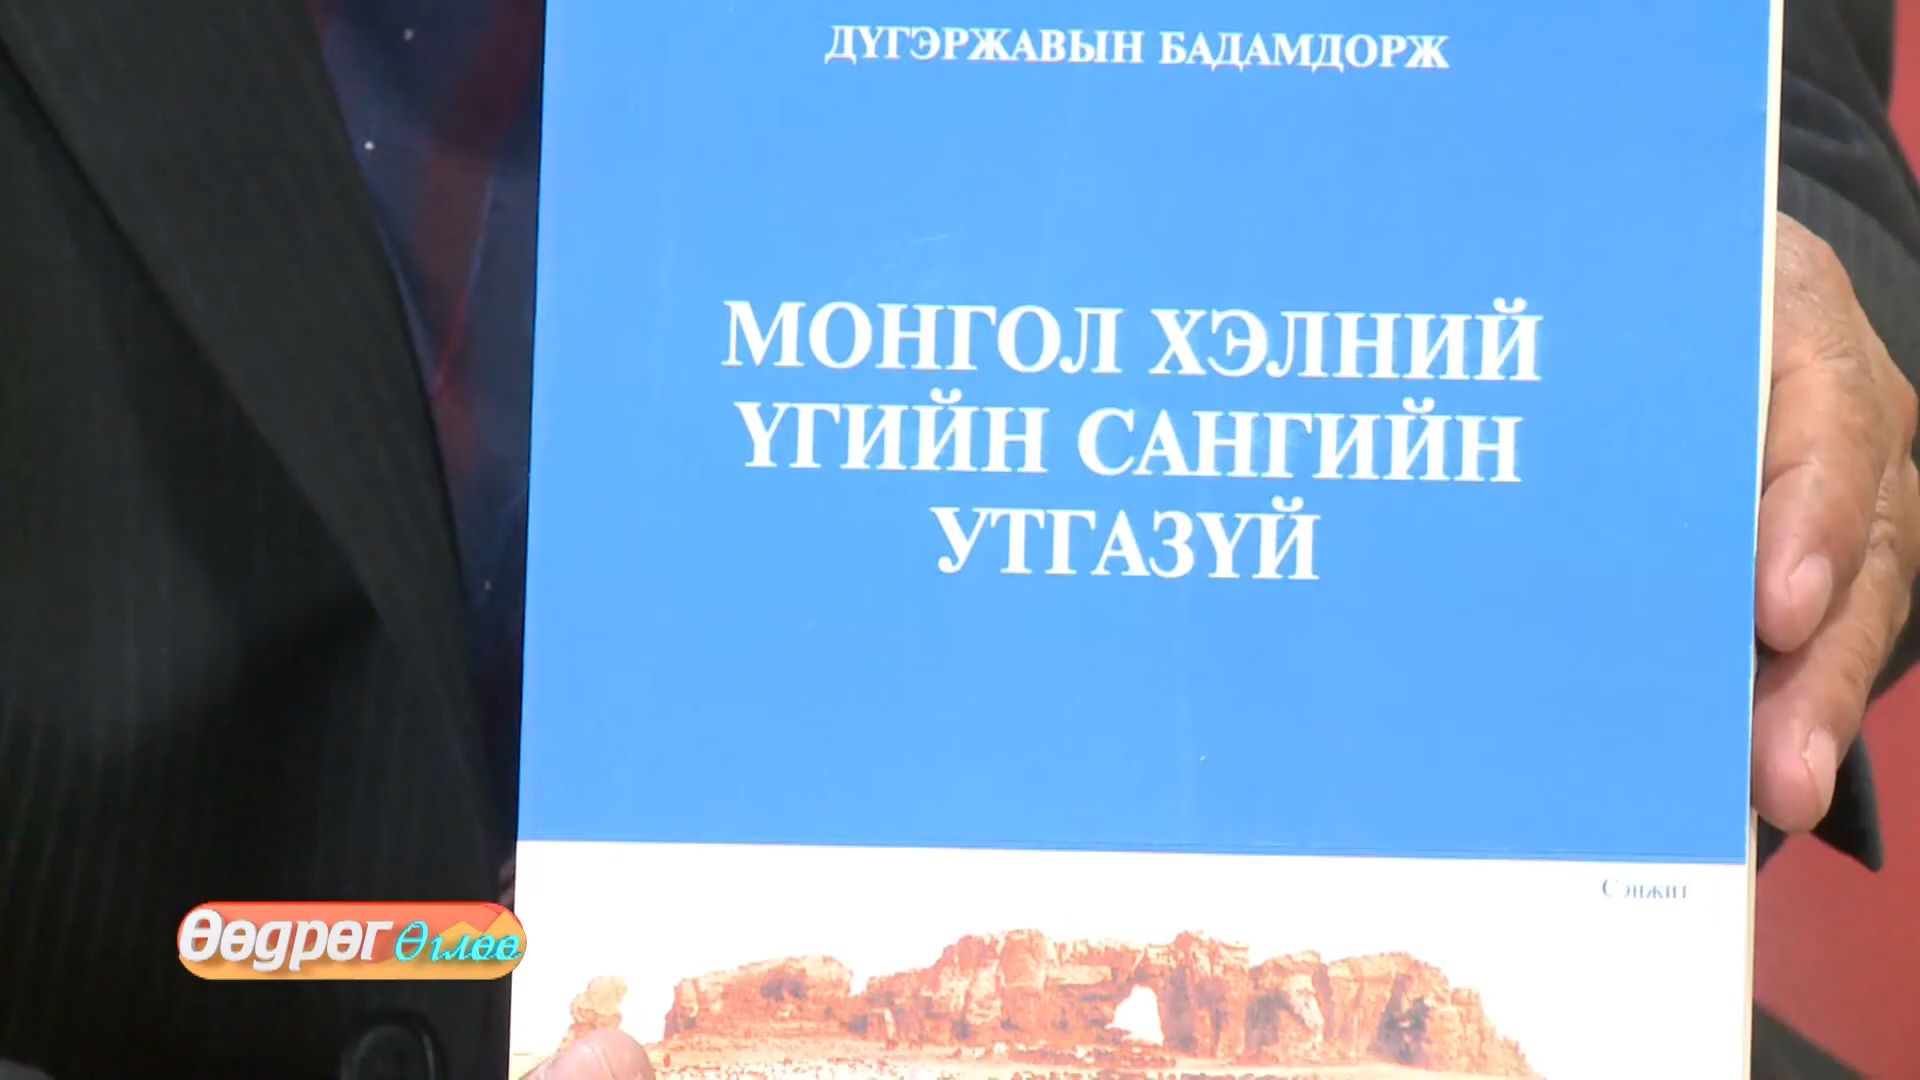 ДҮГЭРЖАВЫН БАДАМДОРЖ
МОНГОЛ ХЭЛНИЙ
ҮГИЙН САНГИЙН
УТГАЗҮЙ
Сэнжит
Өөдрөг Өглөө